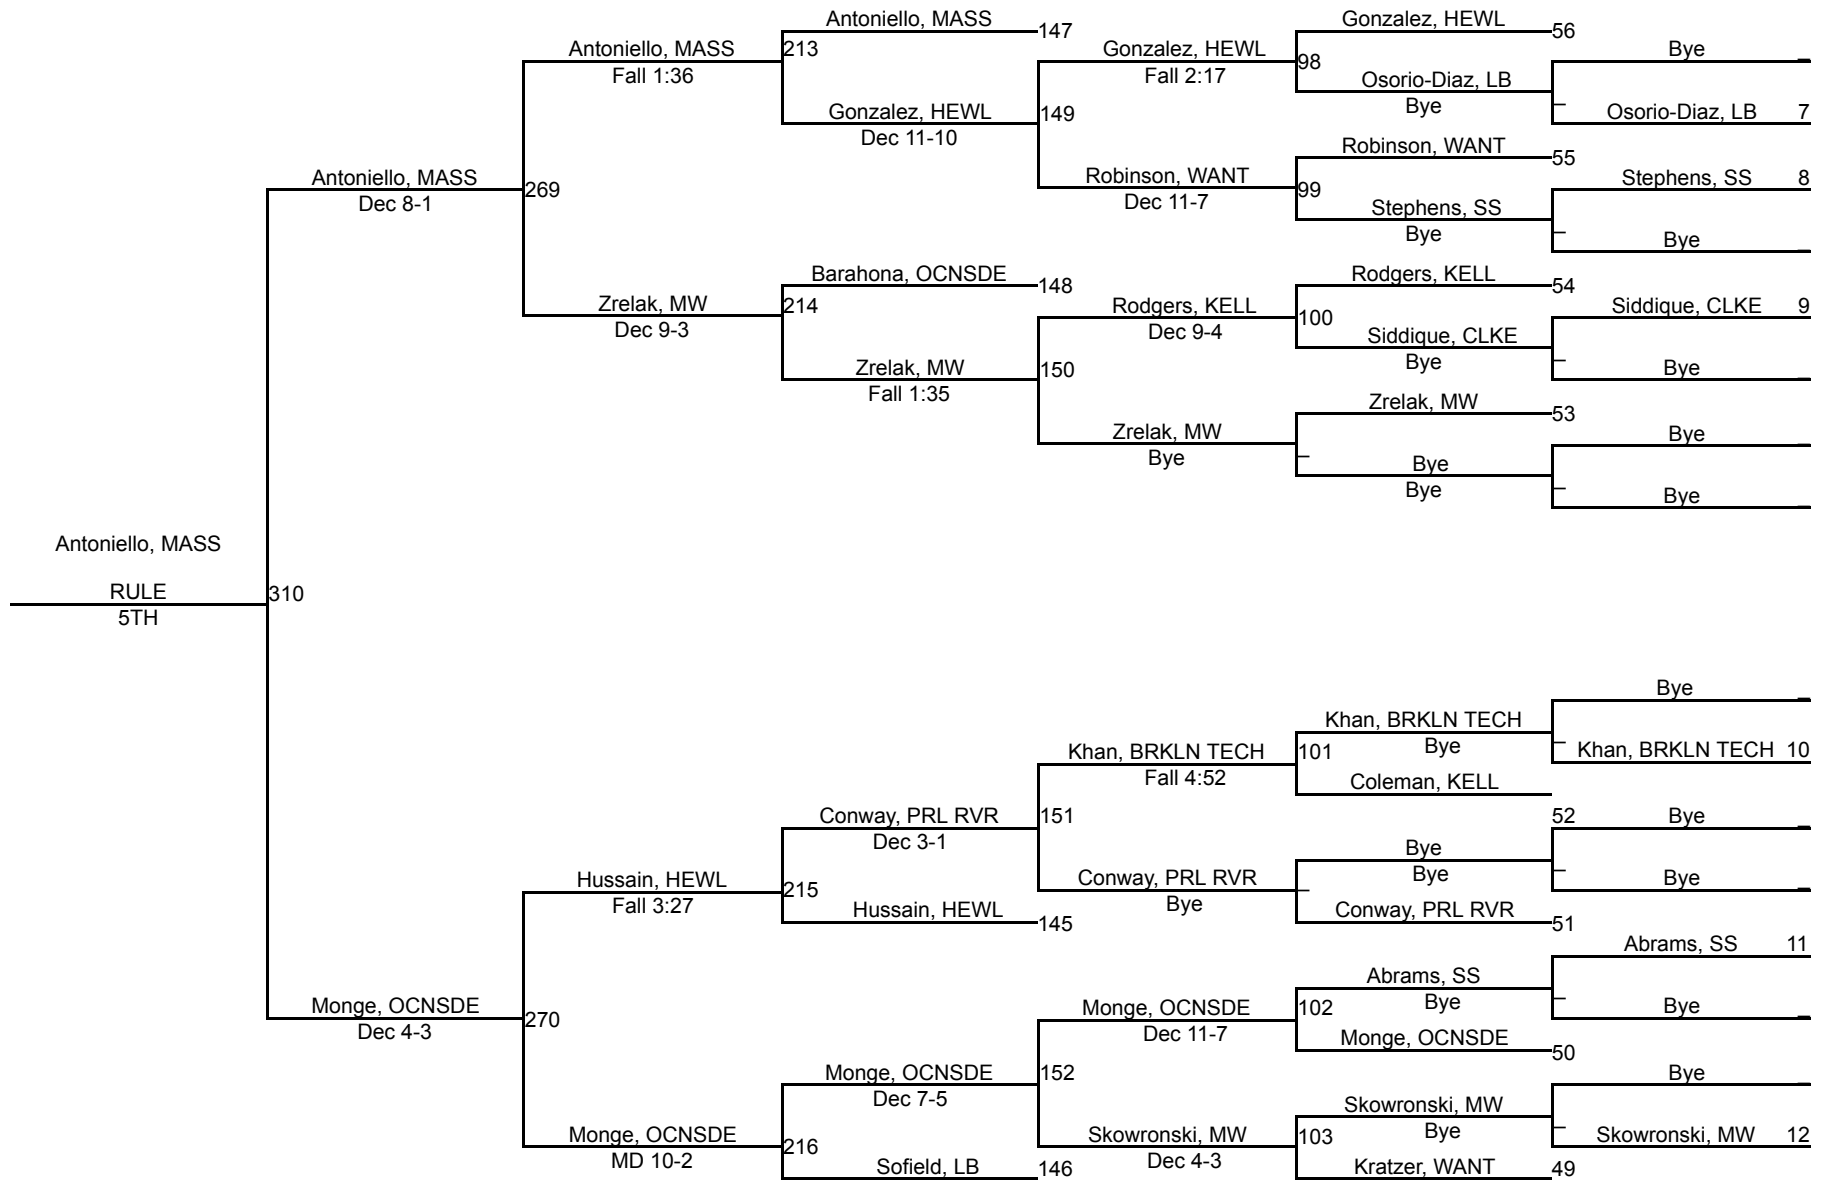 Antoniello, MASS 147
Gonzalez, HEWL 56
Antoniello, MASS 213
Gonzalez, HEWL 98
Bye _
Fall 1:36
Fall 2:17
Osorio-Diaz, LB
Bye _
Osorio-Diaz, LB 7
Gonzalez, HEWL 149
Dec 11-10
Robinson, WANT 55
Antoniello, MASS 269
Dec 8-1
Robinson, WANT 99
Dec 11-7
Stephens, SS 8
Stephens, SS
Bye _
Bye _
Barahona, OCNSDE 148
Rodgers, KELL 54
Zrelak, MW 214
Dec 9-3
Rodgers, KELL 100
Dec 9-4
Siddique, CLKE 9
Siddique, CLKE
Bye _
Bye _
Zrelak, MW 150
Fall 1:35
Zrelak, MW 53
Zrelak, MW _
Bye
Bye _
Bye
Bye _
Bye _
Antoniello, MASS
RULE 310
5TH
Bye _
Khan, BRKLN TECH
Bye _
Khan, BRKLN TECH 10
Khan, BRKLN TECH 101
Fall 4:52
Coleman, KELL 52
Conway, PRL RVR 151
Dec 3-1
Bye _
Bye
Bye _
Bye _
Hussain, HEWL 215
Fall 3:27
Conway, PRL RVR _
Bye
Hussain, HEWL 145
Conway, PRL RVR 51
Abrams, SS 11
Abrams, SS
Bye _
Bye _
Monge, OCNSDE 270
Dec 4-3
Monge, OCNSDE 102
Dec 11-7
Monge, OCNSDE 50
Monge, OCNSDE 152
Dec 7-5
Bye _
Skowronski, MW
Bye _
Skowronski, MW 12
Monge, OCNSDE 216
MD 10-2
Skowronski, MW 103
Dec 4-3
Sofield, LB 146
Kratzer, WANT 49